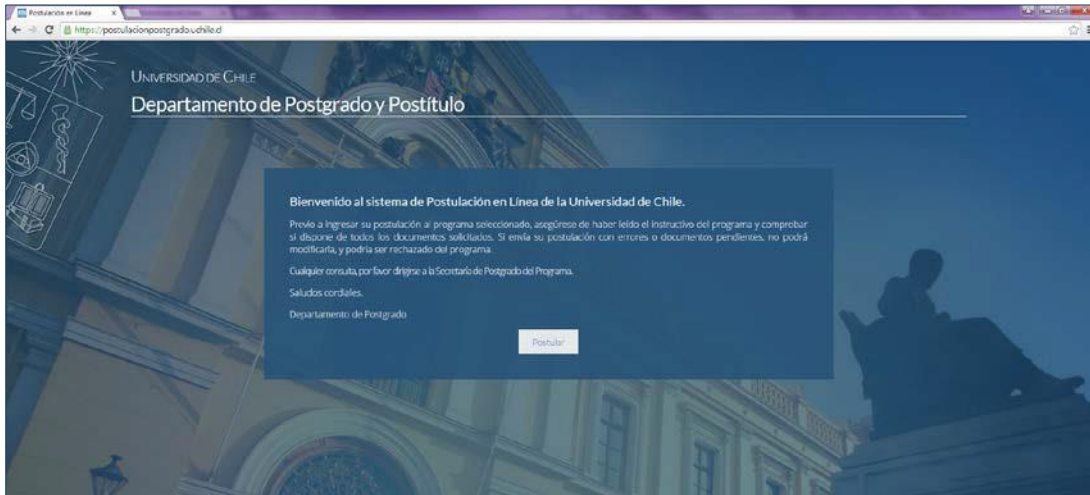 Postulación en Línea
https://postulacionpostgrado.uchile.cl
UNIVERSIDAD DE CHILE
Departamento de Postgrado y Postítulo
Bienvenido al sistema de Postulación en Línea de la Universidad de Chile.
Previo a ingresar su postulación al programa seleccionado, asegúrese de haber leído el instructivo del programa y comprobar
si dispone de todos los documentos solicitados. Si envía su postulación con errores o documentos pendientes, no podrá
modificarla, y podría ser rechazado del programa.
Cualquier consulta, por favor dirigirse a la Secretaría de Postgrado del Programa.
Saludos cordiales.
Departamento de Postgrado
Postular